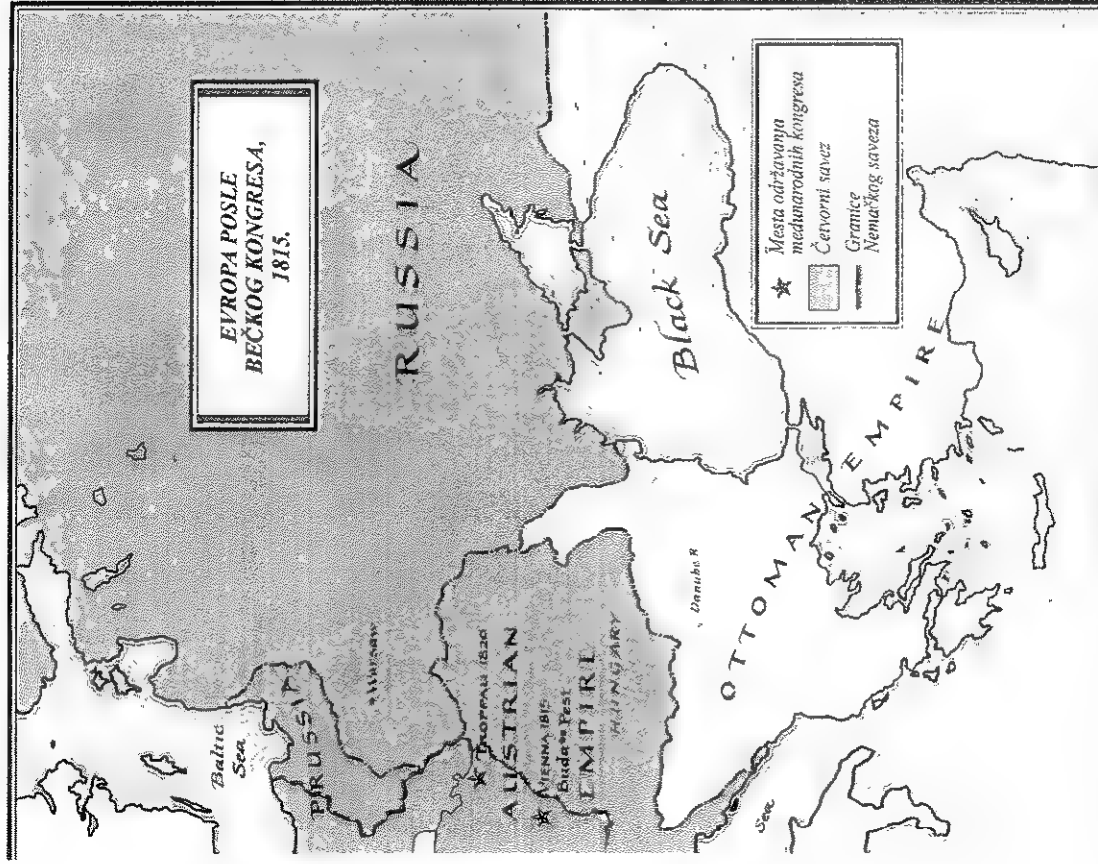 EVROPA POSLE
BEČKOG KONGRESA,
1815.
RUSSIA
Black Sea
Mesta održavanja
međunarodnih kongresa
Četvorni savez
Granice
Nemačkog saveza
Baltic
Sea
PRUSSIA
Warsaw
TROPPAU 1820
AUSTRIAN
VIENNA 1815
Buda Pest
EMPIRE
HUNGARY
Danube R
OTTOMAN EMPIRE
Sea